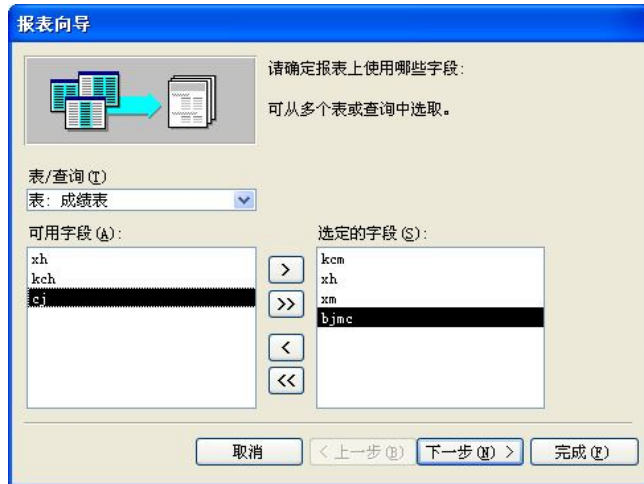 报表向导
请确定报表上使用哪些字段:
可从多个表或查询中选取。
表/查询(T)
表: 成绩表
可用字段(A):
xh
kch
cj
>
>>
<
<<
选定的字段(S):
kcm
xh
xm
bjmc
取消
< 上一步(B)
下一步(N) >
完成(F)